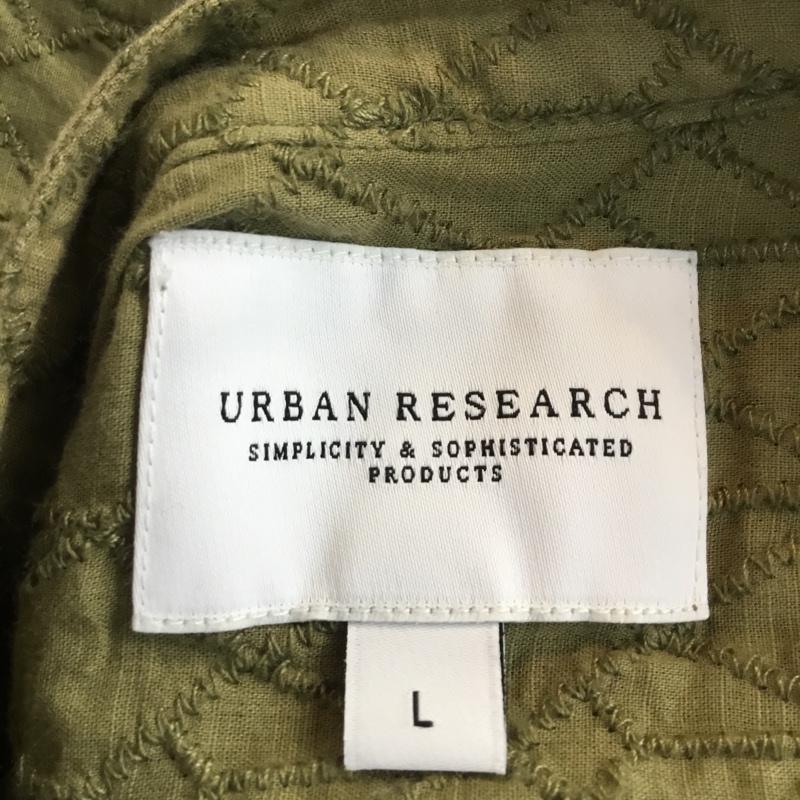 URBAN RESEARCH
SIMPLICITY & SOPHISTICATED
PRODUCTS
L